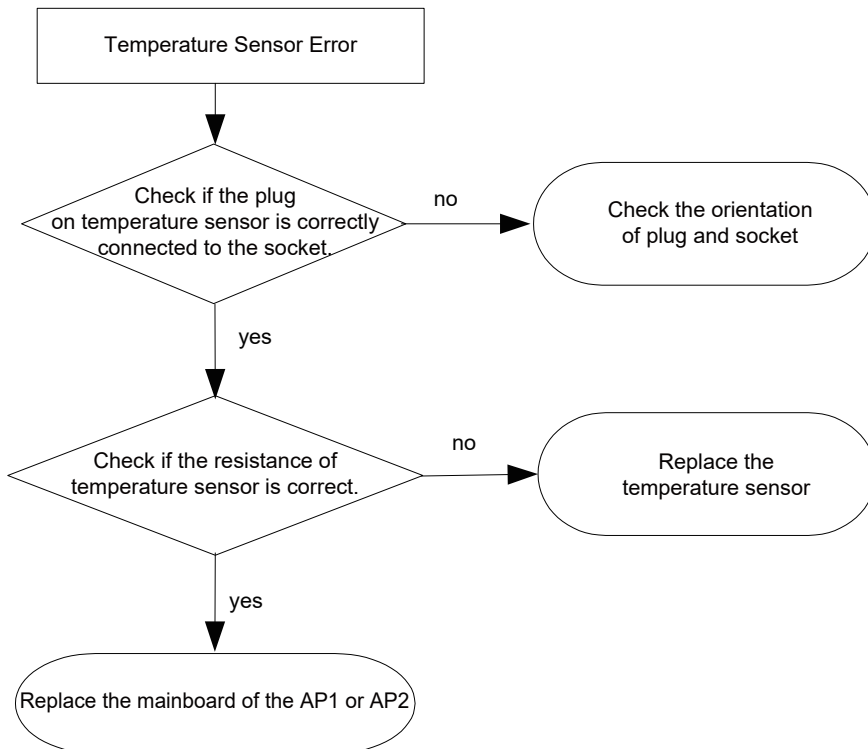 Temperature Sensor Error
Check if the plug
on temperature sensor is correctly
connected to the socket.
no
Check the orientation
of plug and socket
yes
Check if the resistance of
temperature sensor is correct.
no
Replace the
temperature sensor
yes
Replace the mainboard of the AP1 or AP2